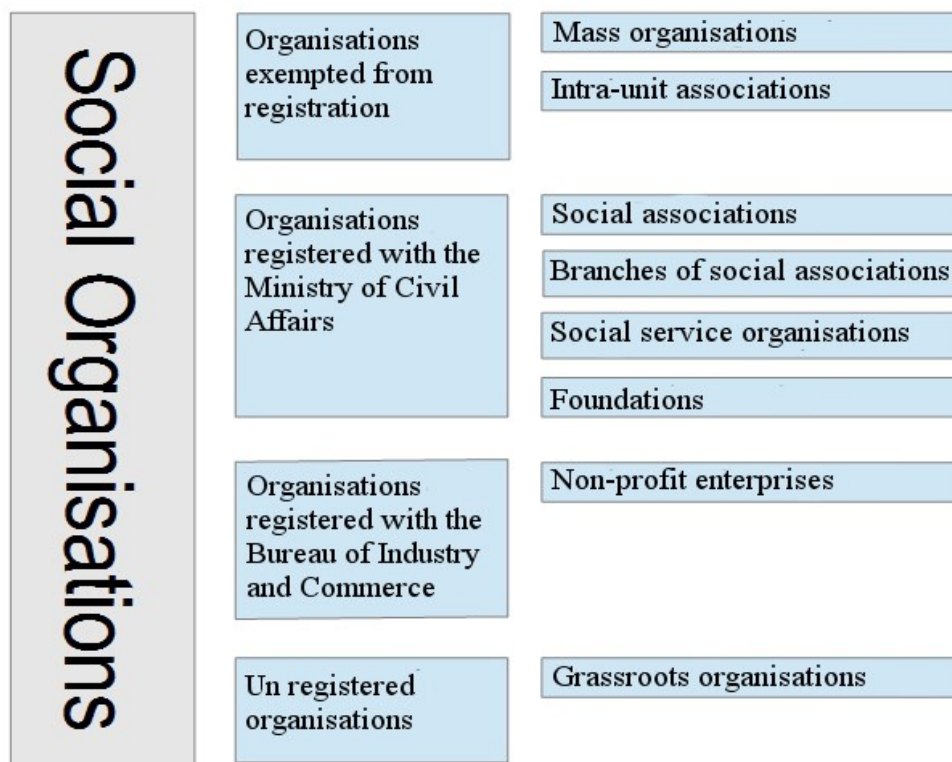 Social Organisations
Organisations
exempted from
registration
Mass organisations
Intra-unit associations
Organisations
registered with the
Ministry of Civil
Affairs
Social associations
Branches of social associations
Social service organisations
Foundations
Organisations
registered with the
Bureau of Industry
and Commerce
Non-profit enterprises
Un registered
organisations
Grassroots organisations